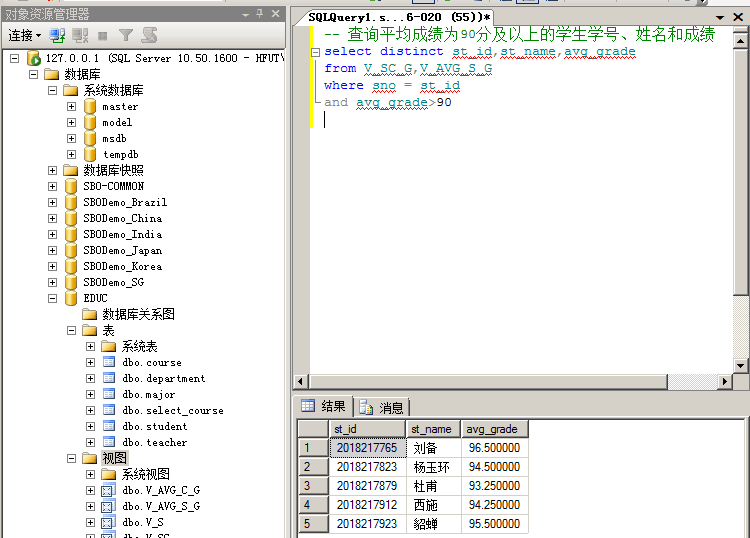 对象资源管理器
连接
127.0.0.1 (SQL Server 10.50.1600 - HFUT\
数据库
系统数据库
master
model
msdb
tempdb
数据库快照
SBO-COMMON
SBODemo_Brazil
SBODemo_China
SBODemo_India
SBODemo_Japan
SBODemo_Korea
SBODemo_SG
EDUC
数据库关系图
表
系统表
dbo.course
dbo.department
dbo.major
dbo.select_course
dbo.student
dbo.teacher
视图
系统视图
dbo.V_AVG_C_G
dbo.V_AVG_S_G
dbo.V_S
dbo.V_SC
SQLQuery1.s...6-020 (55))*
-- 查询平均成绩为90分及以上的学生学号、姓名和成绩
select distinct st_id,st_name,avg_grade
from V_SC_G,V_AVG_S_G
where sno = st_id
and avg_grade>90
结果
消息
st_id st_name avg_grade
1 2018217765 刘备 96.500000
2 2018217823 杨玉环 94.500000
3 2018217879 杜甫 93.250000
4 2018217912 西施 94.250000
5 2018217923 貂蝉 95.500000